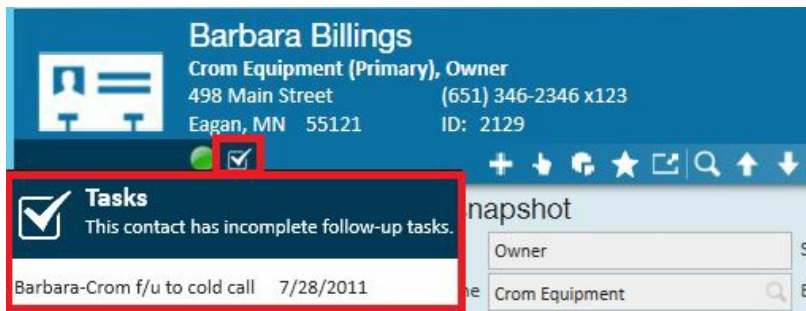 Barbara Billings
Crom Equipment (Primary), Owner
498 Main Street (651) 346-2346 x123
Eagan, MN 55121 ID: 2129
Tasks
This contact has incomplete follow-up tasks.
Barbara-Crom f/u to cold call 7/28/2011
napshot
Owner S
ne Crom Equipment E